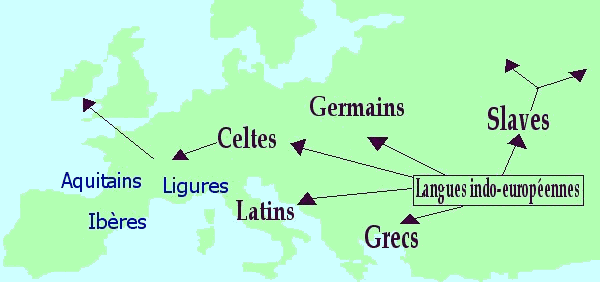 Germains
Slaves
Celtes
Aquitains
Ligures
Langues indo-européennes
Latins
Ibères
Grecs